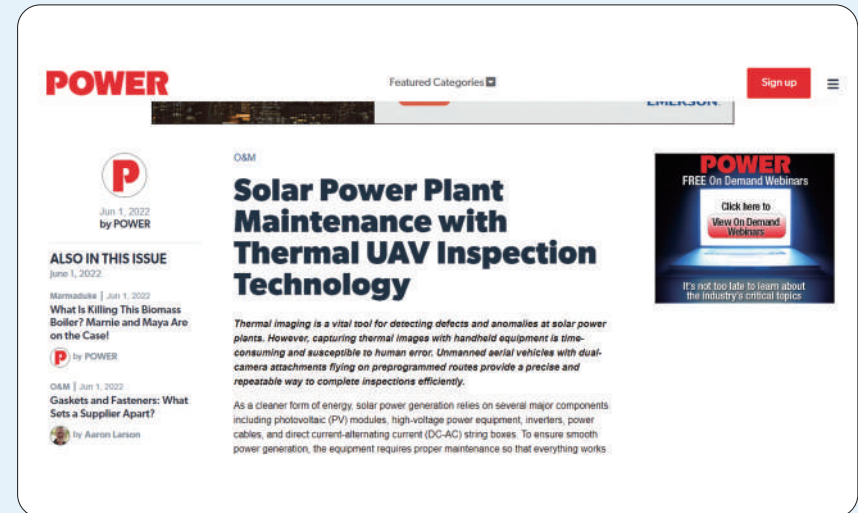 POWER
Featured Categories
Sign up
EMERSON.
P
Jun 1, 2022
by POWER
ALSO IN THIS ISSUE
June 1, 2022
Marmaduke | Jun 1, 2022
What Is Killing This Biomass
Boiler? Marnie and Maya Are
on the Case!
P by POWER
O&M | Jun 1, 2022
Gaskets and Fasteners: What
Sets a Supplier Apart?
by Aaron Larson
O&M
Solar Power Plant
Maintenance with
Thermal UAV Inspection
Technology
Thermal imaging is a vital tool for detecting defects and anomalies at solar power
plants. However, capturing thermal images with handheld equipment is time-
consuming and susceptible to human error. Unmanned aerial vehicles with dual-
camera attachments flying on preprogrammed routes provide a precise and
repeatable way to complete inspections efficiently.
As a cleaner form of energy, solar power generation relies on several major components
including photovoltaic (PV) modules, high-voltage power equipment, inverters, power
cables, and direct current-alternating current (DC-AC) string boxes. To ensure smooth
power generation, the equipment requires proper maintenance so that everything works
POWER
FREE On Demand Webinars
Click here to
View On Demand
Webinars
It's not too late to learn about
the industry's critical topics